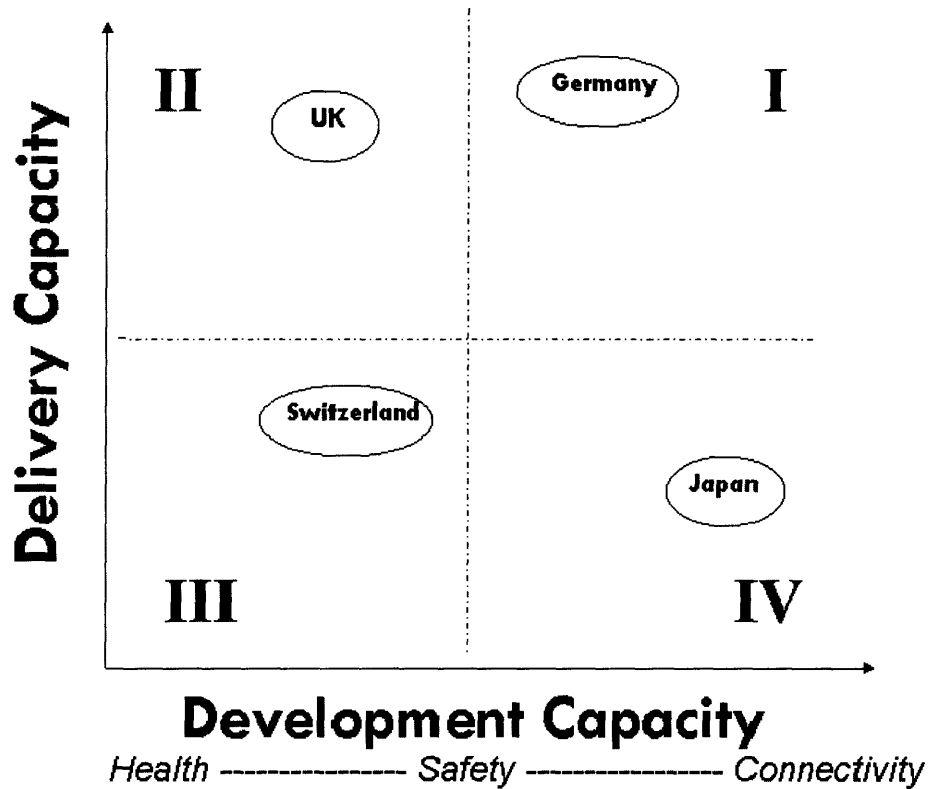 II
UK
Germany
I
Delivery Capacity
Switzerland
Japan
III
IV
Development Capacity
Health ---------------- Safety ----------------- Connectivity